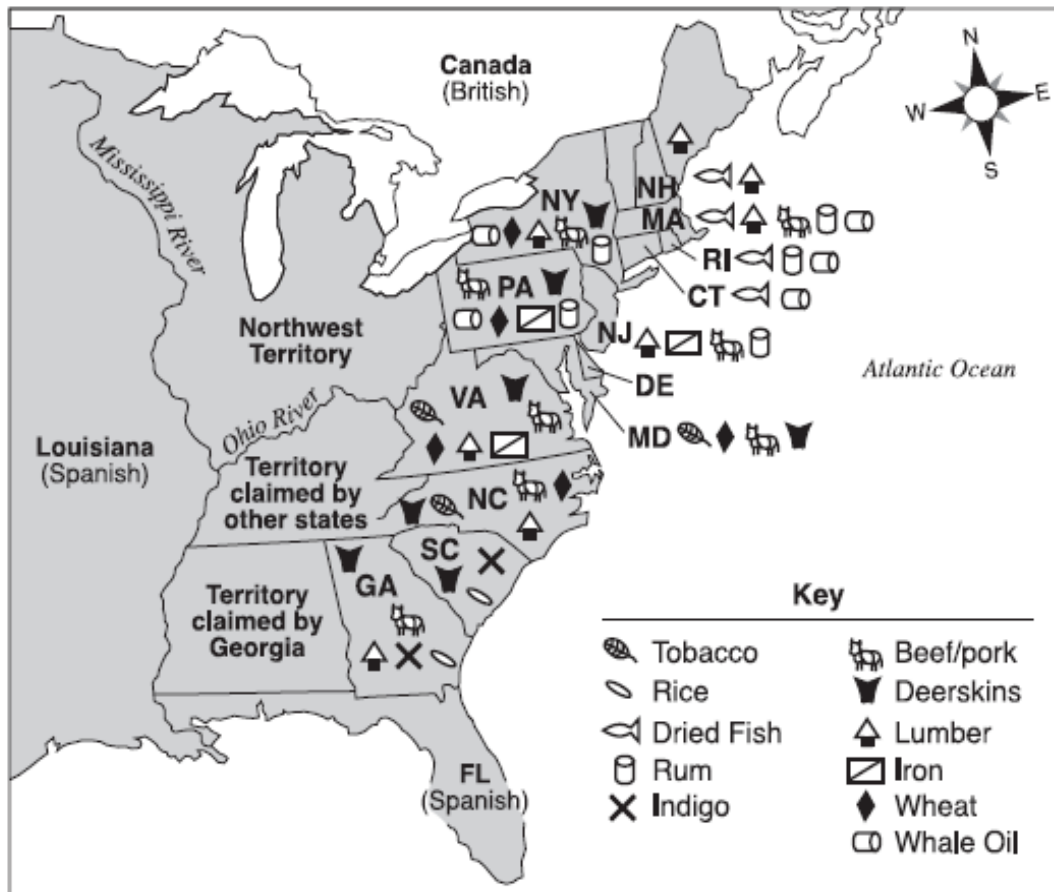 Canada
(British)
N
W
E
S
Mississippi River
NH
NY
MA
RI
CT
PA
NJ
Northwest
Territory
DE
Atlantic Ocean
VA
MD
Ohio River
Louisiana
(Spanish)
Territory
claimed by
other states
NC
SC
GA
Territory
claimed by
Georgia
FL
(Spanish)
Key
Tobacco
Rice
Dried Fish
Rum
Indigo
Beef/pork
Deerskins
Lumber
Iron
Wheat
Whale Oil